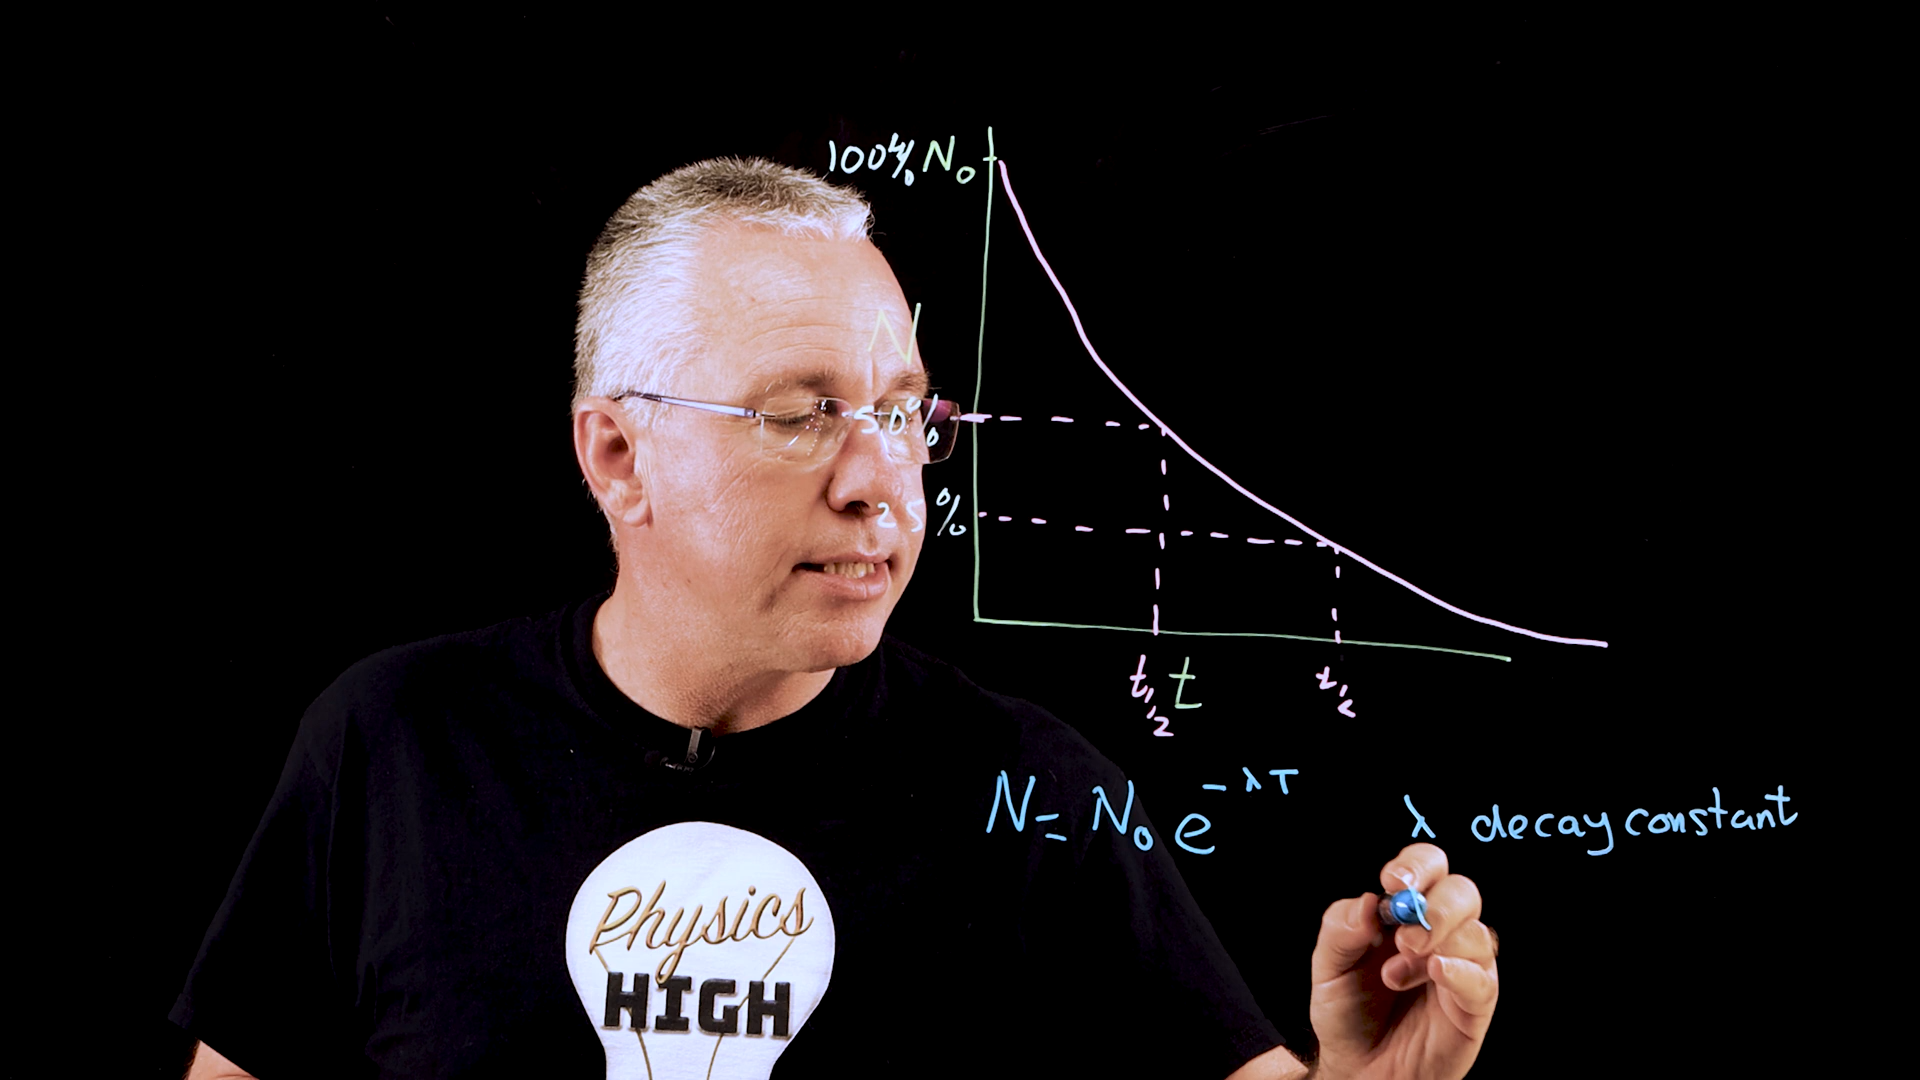 100% N₀
N
50%
25%
t½ t t½
N = N₀ e^-λT λ decay constant
Physics
HIGH